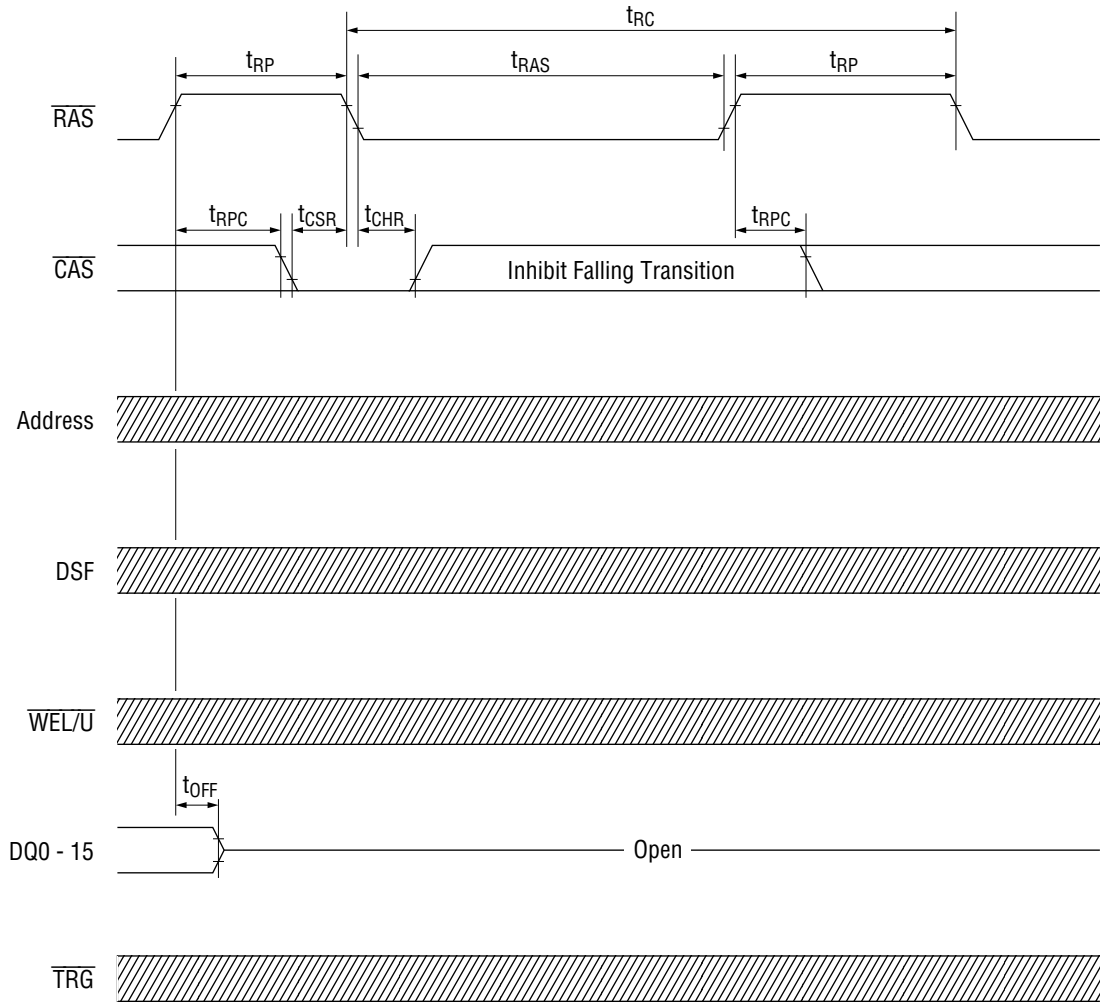 tRC
tRP tRAS tRP
RAS
tRPC tCSR tCHR tRPC
CAS Inhibit Falling Transition
Address
DSF
WEL/U
tOFF
DQ0 - 15 Open
TRG